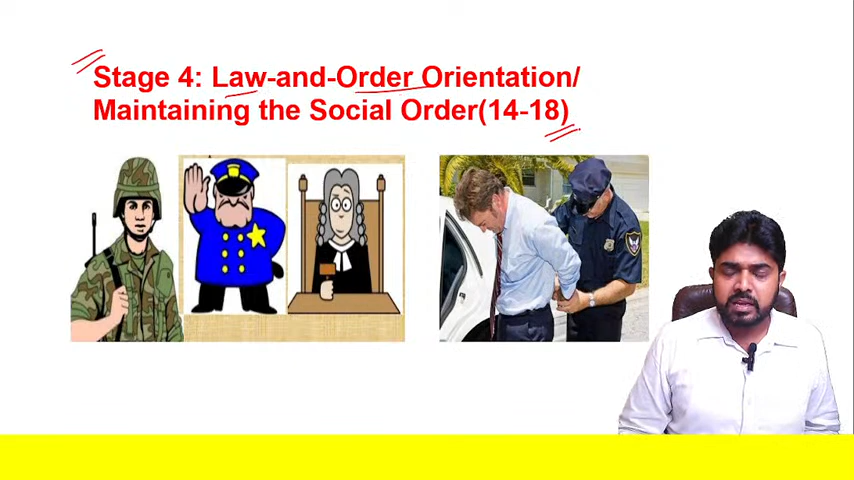 Stage 4: Law-and-Order Orientation/
Maintaining the Social Order(14-18)